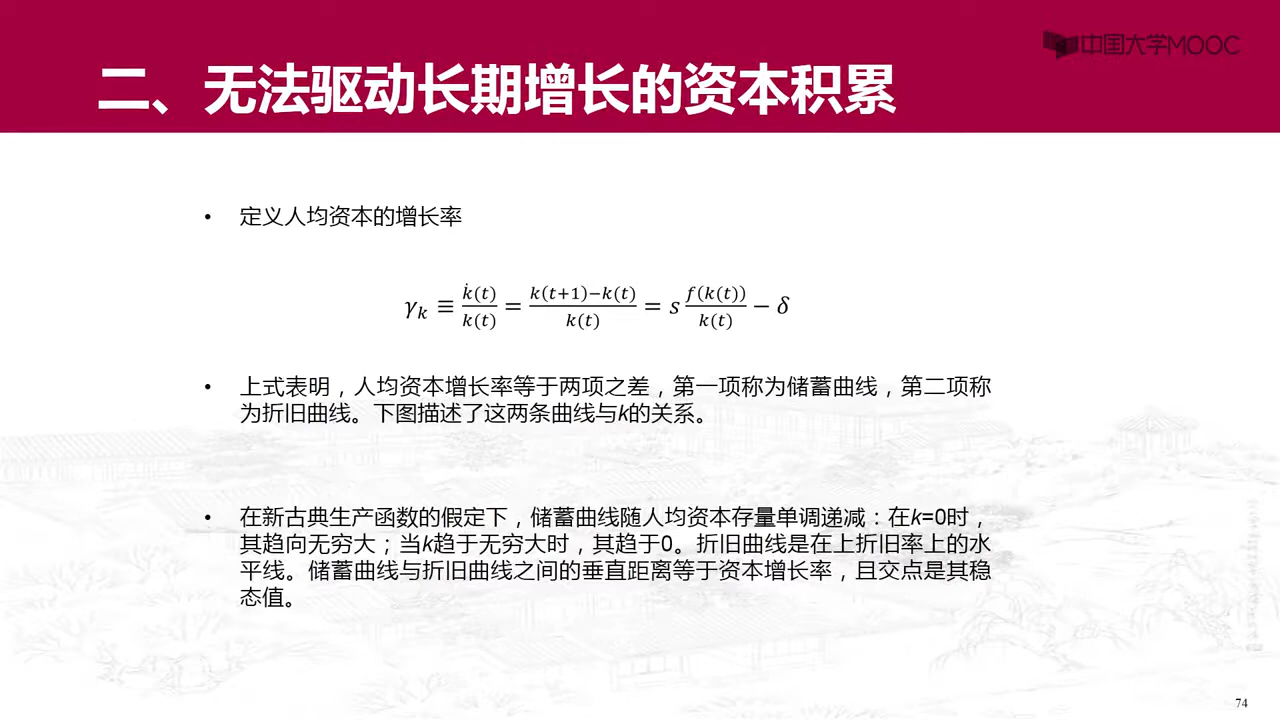 中国大学MOOC
二、无法驱动长期增长的资本积累
• 定义人均资本的增长率
γₖ ≡ k̇(t)/k(t) = (k(t+1)−k(t))/k(t) = s f(k(t))/k(t) − δ
• 上式表明，人均资本增长率等于两项之差，第一项称为储蓄曲线，第二项称
为折旧曲线。下图描述了这两条曲线与k的关系。
• 在新古典生产函数的假定下，储蓄曲线随人均资本存量单调递减：在k=0时，
其趋向无穷大；当k趋于无穷大时，其趋于0。折旧曲线是在上折旧率上的水
平线。储蓄曲线与折旧曲线之间的垂直距离等于资本增长率，且交点是其稳
态值。
74